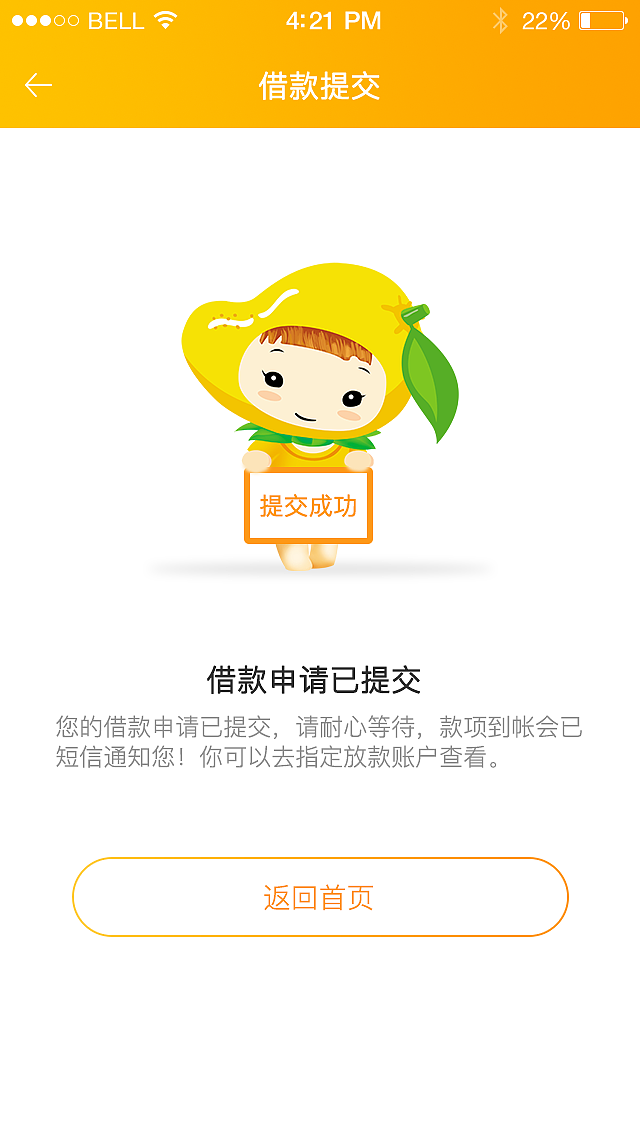 BELL 4:21 PM 22%
借款提交
提交成功
借款申请已提交
您的借款申请已提交，请耐心等待，款项到帐会已
短信通知您！你可以去指定放款账户查看。
返回首页